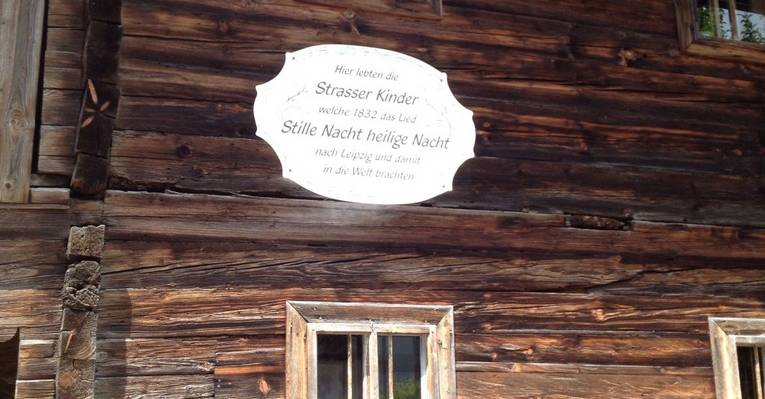 Hier lebten die
Strasser Kinder
welche 1832 das Lied
Stille Nacht heilige Nacht
nach Leipzig und damit
in die Welt brachten